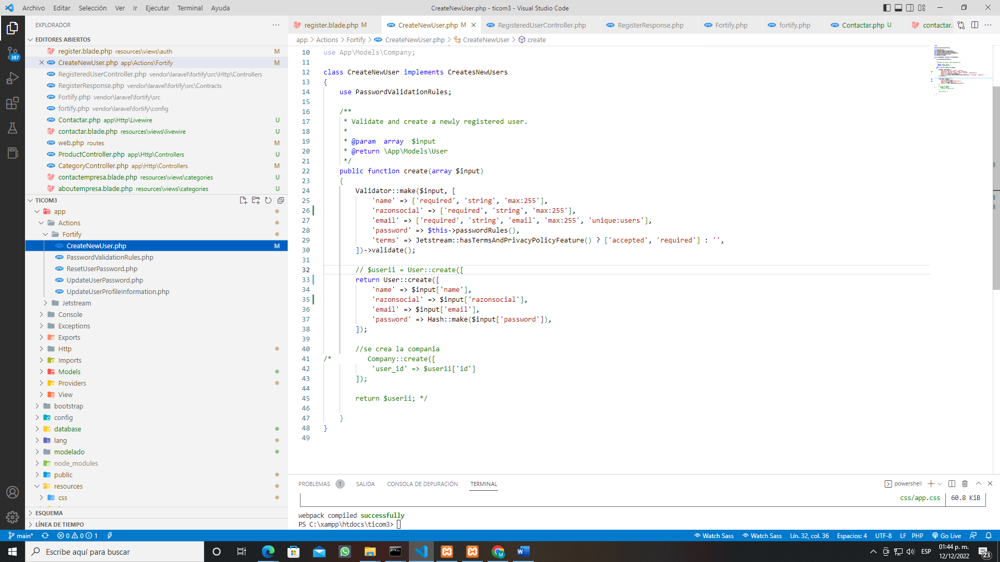 Archivo Editar Selección Ver Ir Ejecutar Terminal Ayuda
CreateNewUser.php - ticom3 - Visual Studio Code
EXPLORADOR
register.blade.php M
CreateNewUser.php M
RegisteredUserController.php
RegisterResponse.php
Fortify.php
fortify.php
Contactar.php U
contactar.
app > Actions > Fortify > CreateNewUser.php > CreateNewUser > create
EDITORES ABIERTOS
register.blade.php resources\views\auth M
CreateNewUser.php app\Actions\Fortify M
RegisteredUserController.php vendor\laravel\fortify\src\Http\Controllers
RegisterResponse.php vendor\laravel\fortify\src\Contracts
Fortify.php vendor\laravel\fortify\src
fortify.php vendor\laravel\fortify\config
Contactar.php app\Http\Livewire U
contactar.blade.php resources\views\livewire U
web.php routes M
ProductController.php app\Http\Controllers U
CategoryController.php app\Http\Controllers M
contactempresa.blade.php resources\views\categories U
aboutempresa.blade.php resources\views\categories U
TICOM3
app
Actions
Fortify
CreateNewUser.php M
PasswordValidationRules.php
ResetUserPassword.php
UpdateUserPassword.php
UpdateUserProfileInformation.php
Jetstream
Console
Exceptions
Exports
Http
Imports
Models
Providers
View
bootstrap
config
database
lang
modelado
node_modules
public
resources
css
ESQUEMA
LÍNEA DE TIEMPO
387
10 use App\Models\Company;
11
12 class CreateNewUser implements CreatesNewUsers
13 {
14 use PasswordValidationRules;
15
16 /**
17 * Validate and create a newly registered user.
18 *
19 * @param  array  $input
20 * @return \App\Models\User
21 */
22 public function create(array $input)
23 {
24 Validator::make($input, [
25 'name' => ['required', 'string', 'max:255'],
26 'razonsocial' => ['required', 'string', 'max:255'],
27 'email' => ['required', 'string', 'email', 'max:255', 'unique:users'],
28 'password' => $this->passwordRules(),
29 'terms' => Jetstream::hasTermsAndPrivacyPolicyFeature() ? ['accepted', 'required'] : '',
30 ])->validate();
31
32 // $userii = User::create([
33 return User::create([
34 'name' => $input['name'],
35 'razonsocial' => $input['razonsocial'],
36 'email' => $input['email'],
37 'password' => Hash::make($input['password']),
38 ]);
39
40 //se crea la compania
41 /* Company::create([
42 'user_id' => $userii['id']
43 ]);
44
45 return $userii; */
46
47 }
48 }
49
PROBLEMAS 1 SALIDA CONSOLA DE DEPURACIÓN TERMINAL
powershell
css/app.css 60.8 KiB
webpack compiled successfully
PS C:\xampp\htdocs\ticom3>
main* 0 0 1
Watch Sass Watch Sass Lín. 32, col. 36 Espacios: 4 UTF-8 LF PHP Go Live
Escribe aquí para buscar
ESP
01:44 p. m.
12/12/2022
23